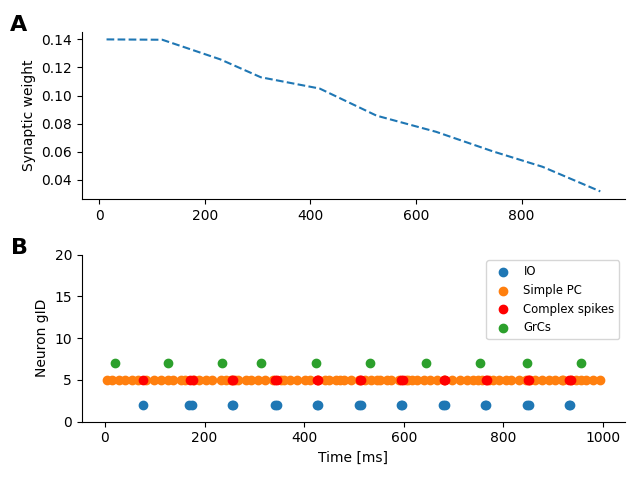 A
Synaptic weight
0.14
0.12
0.10
0.08
0.06
0.04
0 200 400 600 800
B
Neuron gID
20
15
10
5
0
IO
Simple PC
Complex spikes
GrCs
0 200 400 600 800 1000
Time [ms]